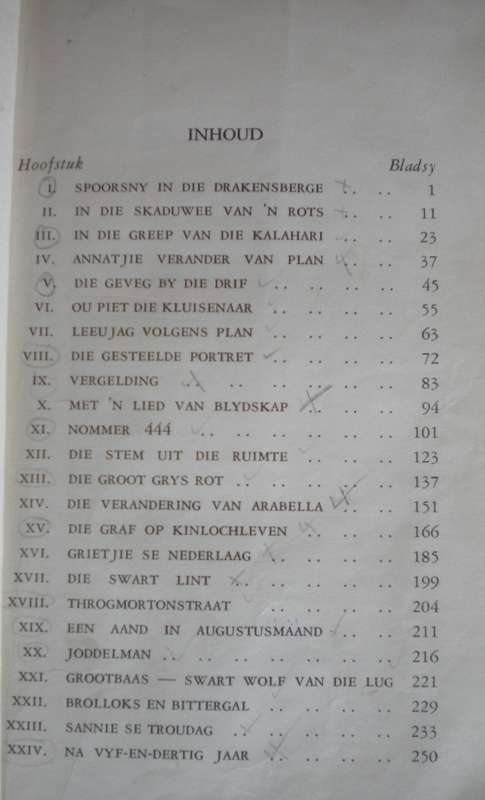 INHOUD
Hoofstuk Bladsy
I. SPOORSNY IN DIE DRAKENSBERGE .. .. 1
II. IN DIE SKADUWEE VAN 'N ROTS .. .. 11
III. IN DIE GREEP VAN DIE KALAHARI .. .. 23
IV. ANNATJIE VERANDER VAN PLAN .. .. 37
V. DIE GEVEG BY DIE DRIF .. .. .. .. 45
VI. OU PIET DIE KLUISENAAR .. .. .. .. 55
VII. LEEUJAG VOLGENS PLAN .. .. .. .. 63
VIII. DIE GESTEELDE PORTRET .. .. .. .. 72
IX. VERGELDING .. .. .. .. .. .. 83
X. MET 'N LIED VAN BLYDSKAP .. .. .. 94
XI. NOMMER 444 .. .. .. .. .. .. 101
XII. DIE STEM UIT DIE RUIMTE .. .. .. 123
XIII. DIE GROOT GRYS ROT .. .. .. .. .. 137
XIV. DIE VERANDERING VAN ARABELLA .. .. 151
XV. DIE GRAF OP KINLOCHLEVEN .. .. .. 166
XVI. GRIETJIE SE NEDERLAAG .. .. .. .. 185
XVII. DIE SWART LINT .. .. .. .. .. 199
XVIII. THROGMORTONSTRAAT .. .. .. .. 204
XIX. EEN AAND IN AUGUSTUSMAAND .. .. 211
XX. JODDELMAN .. .. .. .. .. .. .. 216
XXI. GROOTBAAS — SWART WOLF VAN DIE LUG 221
XXII. BROLLOKS EN BITTERGAL .. .. .. .. 229
XXIII. SANNIE SE TROUDAG .. .. .. .. .. 233
XXIV. NA VYF-EN-DERTIG JAAR .. .. .. .. 250